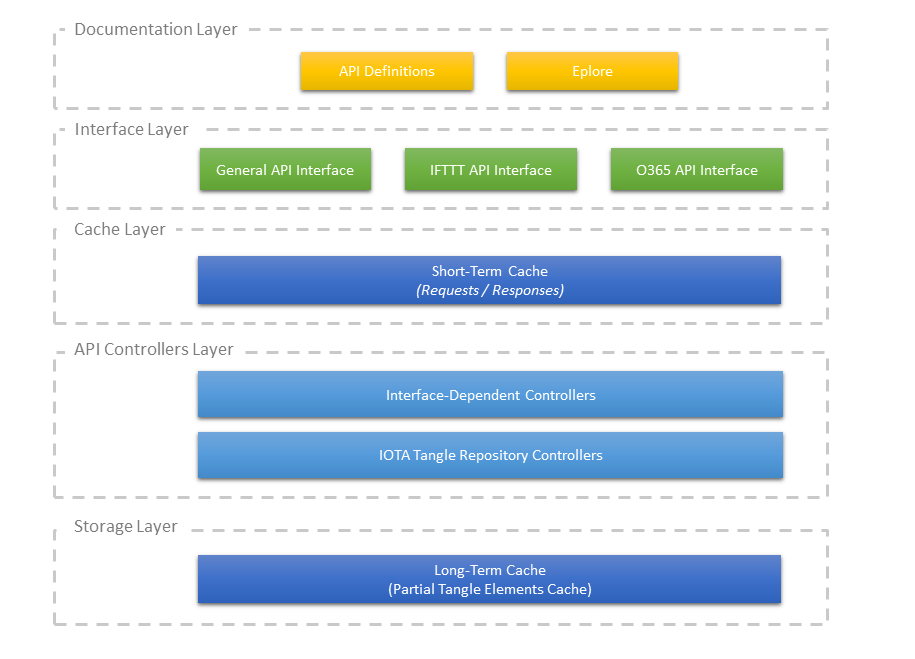 Documentation Layer
API Definitions
Eplore
Interface Layer
General API Interface
IFTTT API Interface
O365 API Interface
Cache Layer
Short-Term Cache
(Requests / Responses)
API Controllers Layer
Interface-Dependent Controllers
IOTA Tangle Repository Controllers
Storage Layer
Long-Term Cache
(Partial Tangle Elements Cache)